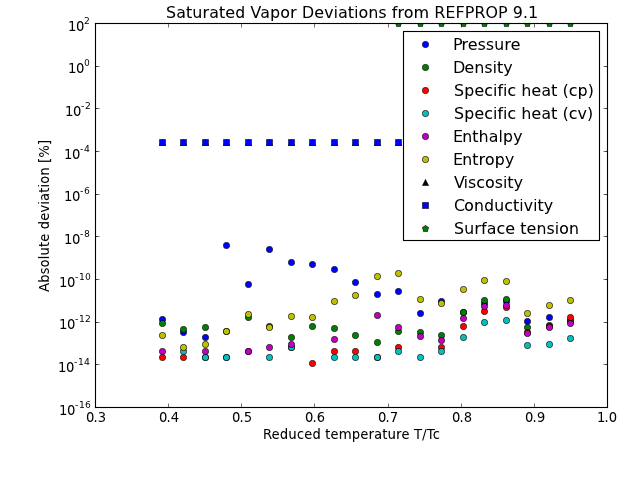 Saturated Vapor Deviations from REFPROP 9.1
Absolute deviation [%]
10^2
10^0
10^-2
10^-4
10^-6
10^-8
10^-10
10^-12
10^-14
10^-16
Pressure
Density
Specific heat (cp)
Specific heat (cv)
Enthalpy
Entropy
Viscosity
Conductivity
Surface tension
0.3 0.4 0.5 0.6 0.7 0.8 0.9 1.0
Reduced temperature T/Tc